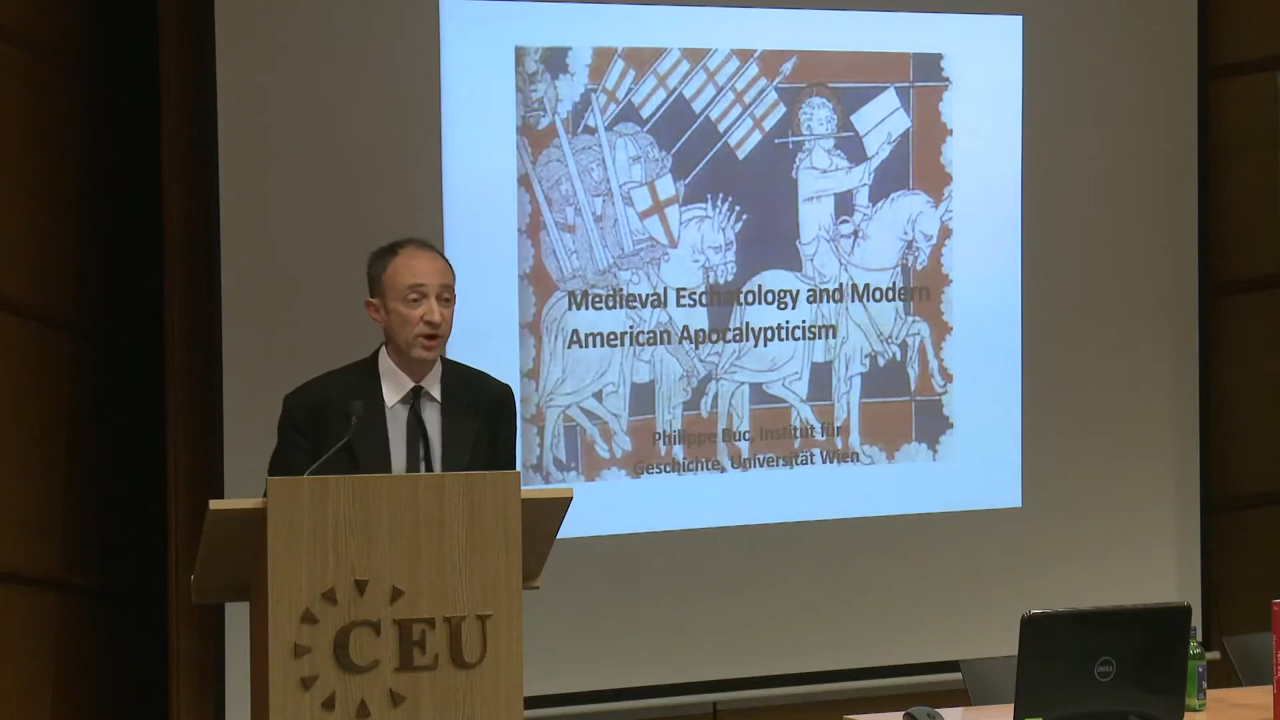 Medieval Eschatology and Modern
American Apocalypticism
Philippe Buc, Institut für
Geschichte, Universität Wien
CEU
DELL